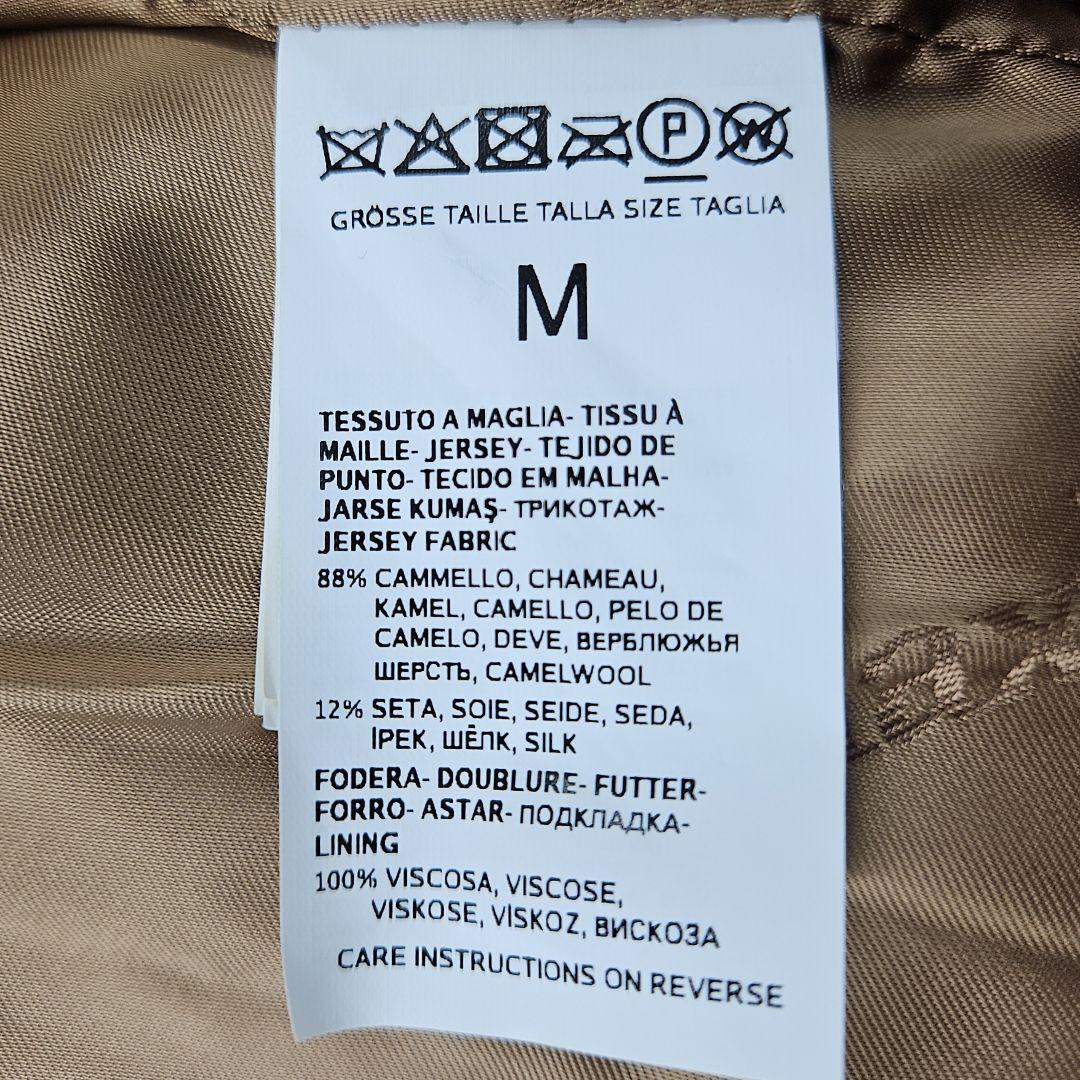 P W
GRÖSSE TAILLE TALLA SIZE TAGLIA
M
TESSUTO A MAGLIA- TISSU À
MAILLE- JERSEY- TEJIDO DE
PUNTO- TECIDO EM MALHA-
JARSE KUMAŞ- ТРИКОТАЖ-
JERSEY FABRIC
88% CAMMELLO, CHAMEAU,
KAMEL, CAMELLO, PELO DE
CAMELO, DEVE, ВЕРБЛЮЖЬЯ
ШЕРСТЬ, CAMELWOOL
12% SETA, SOIE, SEIDE, SEDA,
İPEK, ШЁЛК, SILK
FODERA- DOUBLURE- FUTTER-
FORRO- ASTAR- ПОДКЛАДКА-
LINING
100% VISCOSA, VISCOSE,
VISKOSE, VİSKOZ, ВИСКОЗА
CARE INSTRUCTIONS ON REVERSE